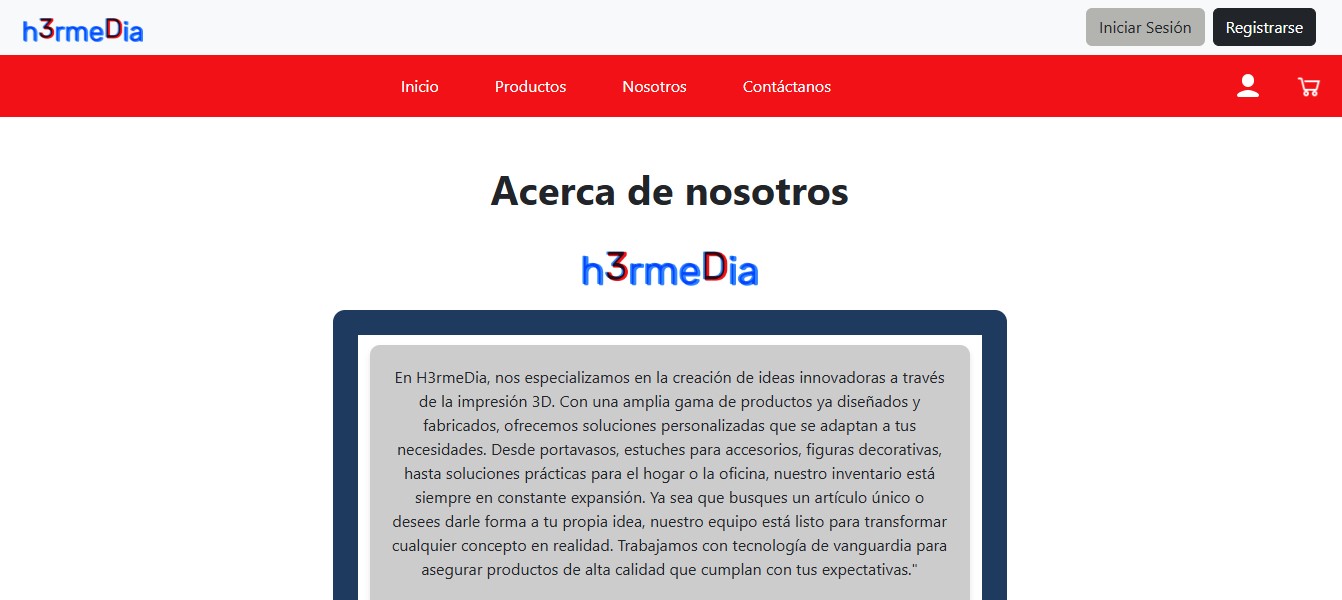 h3rmeDia
Iniciar Sesión
Registrarse
Inicio
Productos
Nosotros
Contáctanos
Acerca de nosotros
h3rmeDia
En H3rmeDia, nos especializamos en la creación de ideas innovadoras a través
de la impresión 3D. Con una amplia gama de productos ya diseñados y
fabricados, ofrecemos soluciones personalizadas que se adaptan a tus
necesidades. Desde portavasos, estuches para accesorios, figuras decorativas,
hasta soluciones prácticas para el hogar o la oficina, nuestro inventario está
siempre en constante expansión. Ya sea que busques un artículo único o
desees darle forma a tu propia idea, nuestro equipo está listo para transformar
cualquier concepto en realidad. Trabajamos con tecnología de vanguardia para
asegurar productos de alta calidad que cumplan con tus expectativas."